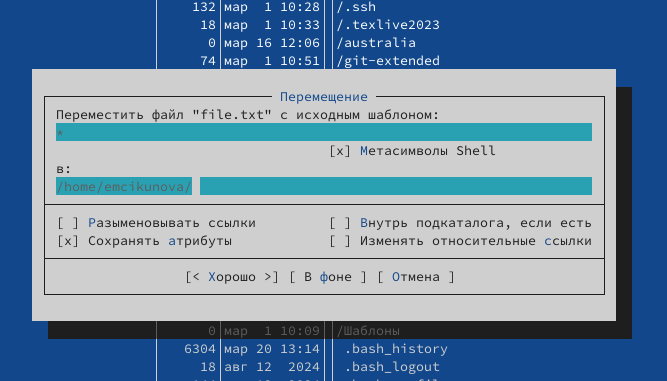 132 мар 1 10:28 /.ssh
18 мар 1 10:33 /.texlive2023
0 мар 16 12:06 /australia
74 мар 1 10:51 /git-extended
Перемещение
Переместить файл "file.txt" с исходным шаблоном:
*
[x] Метасимволы Shell
в:
/home/emcikunova/
[ ] Разыменовывать ссылки [ ] Внутрь подкаталога, если есть
[x] Сохранять атрибуты [ ] Изменять относительные ссылки
[< Хорошо >] [ В фоне ] [ Отмена ]
0 мар 1 10:09 /Шаблоны
6304 мар 20 13:14 .bash_history
18 авг 12 2024 .bash_logout